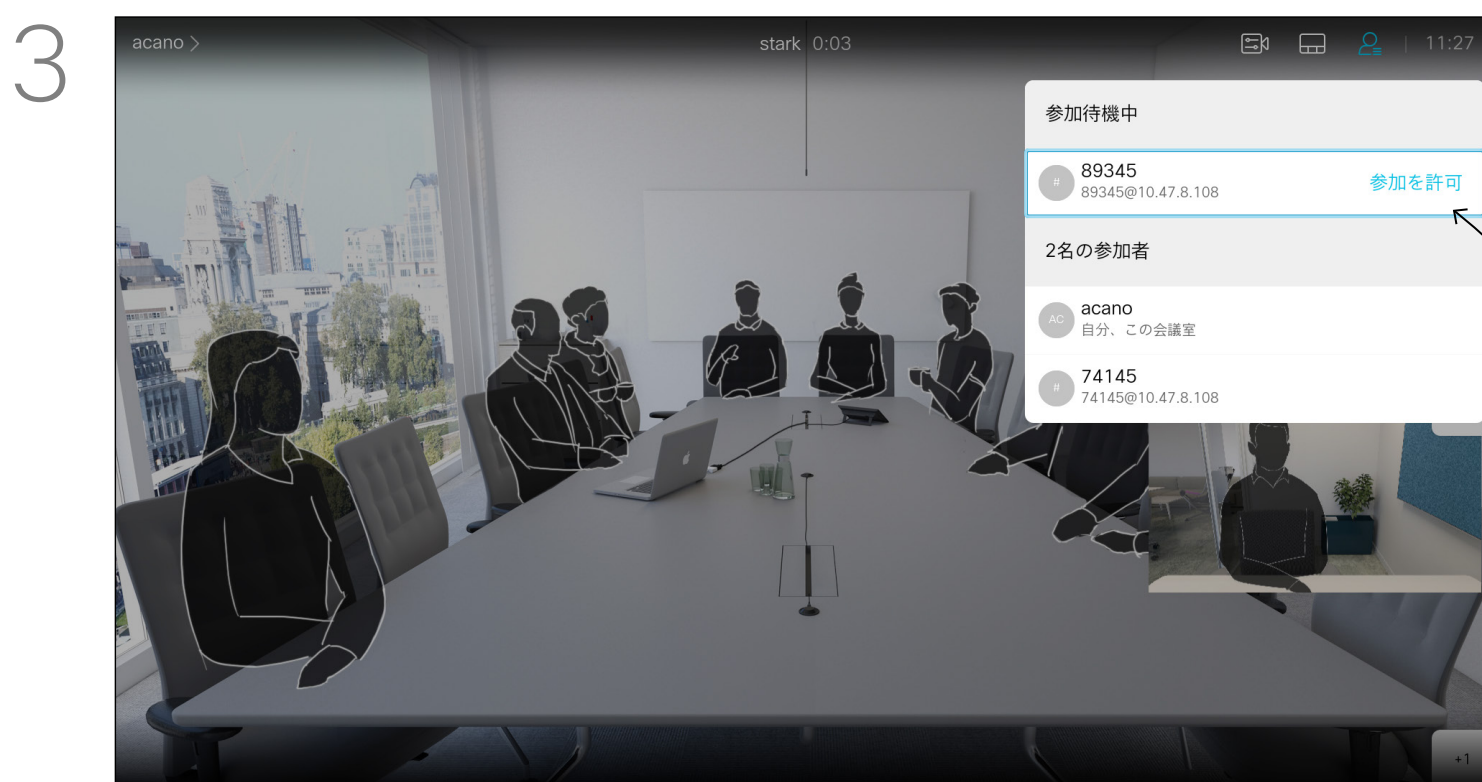 3
acano >
stark 0:03
11:27
参加待機中
# 89345
89345@10.47.8.108
参加を許可
2名の参加者
AC acano
自分、この会議室
# 74145
74145@10.47.8.108
+1